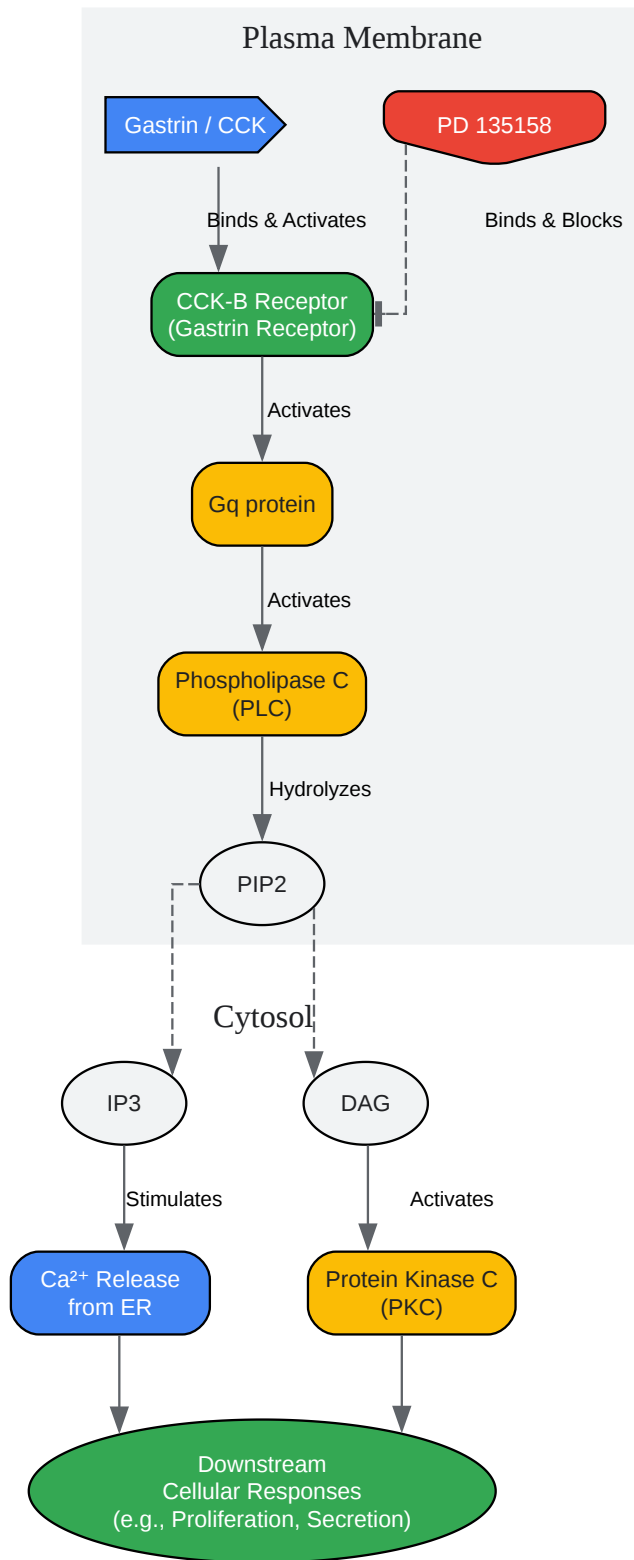 Plasma Membrane
Gastrin / CCK
PD 135158
Binds & Activates
Binds & Blocks
CCK-B Receptor
(Gastrin Receptor)
Activates
Gq protein
Activates
Phospholipase C
(PLC)
Hydrolyzes
PIP2
Cytosol
IP3
DAG
Stimulates
Activates
Ca²⁺ Release
from ER
Protein Kinase C
(PKC)
Downstream
Cellular Responses
(e.g., Proliferation, Secretion)